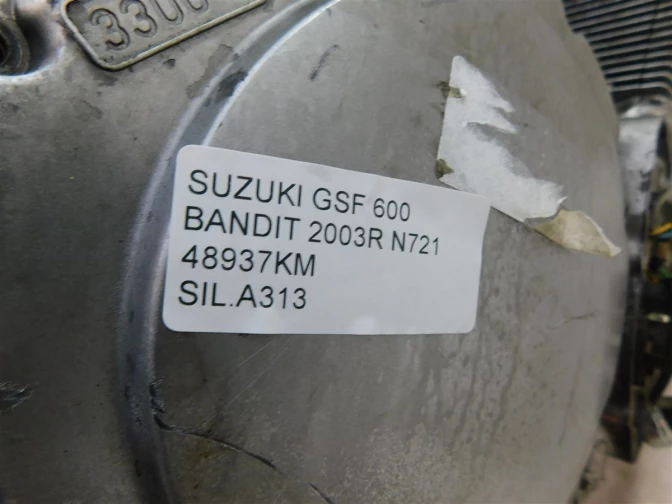 SUZUKI GSF 600
BANDIT 2003R N721
48937KM
SIL.A313